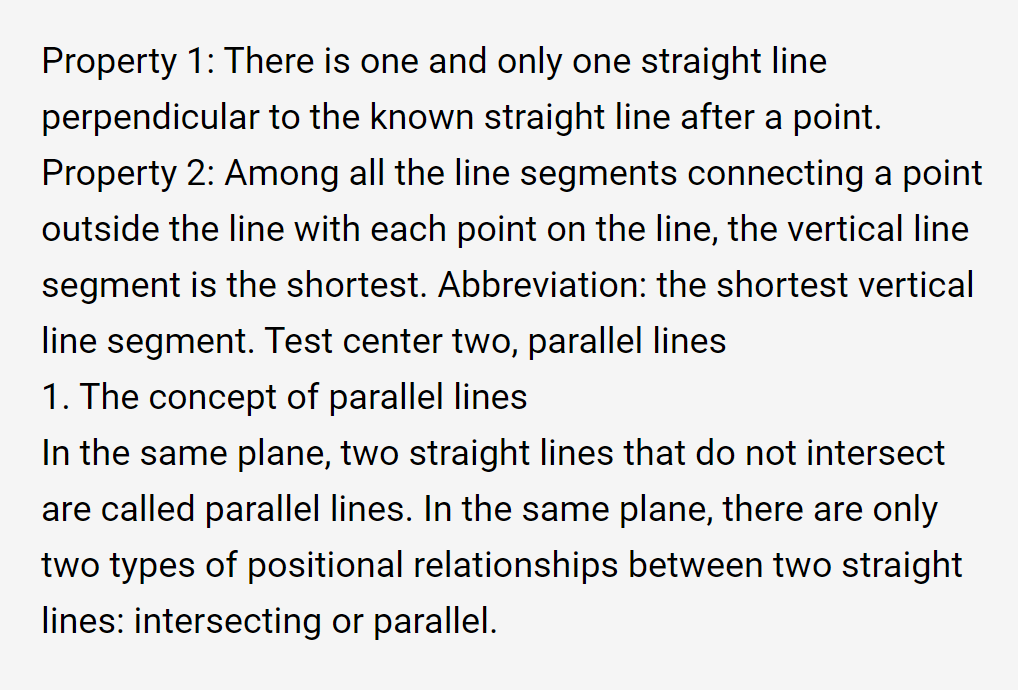 Property 1: There is one and only one straight line
perpendicular to the known straight line after a point.
Property 2: Among all the line segments connecting a point
outside the line with each point on the line, the vertical line
segment is the shortest. Abbreviation: the shortest vertical
line segment. Test center two, parallel lines
1. The concept of parallel lines
In the same plane, two straight lines that do not intersect
are called parallel lines. In the same plane, there are only
two types of positional relationships between two straight
lines: intersecting or parallel.